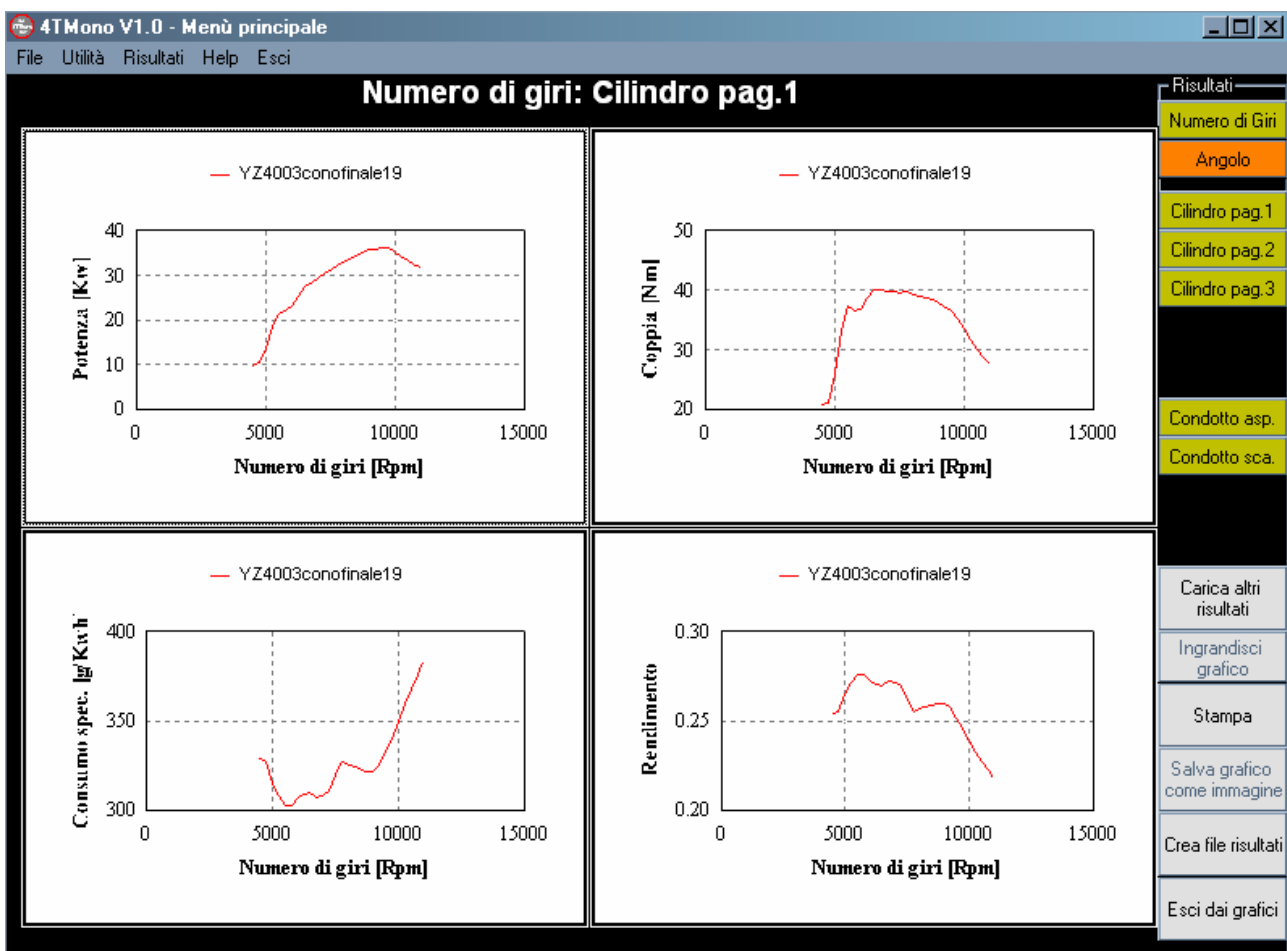 4TMono V1.0 - Menù principale
File Utilità Risultati Help Esci
Numero di giri: Cilindro pag.1
YZ4003conofinale19
Potenza [Kw]
40
30
20
10
0
0 5000 10000 15000
Numero di giri [Rpm]
YZ4003conofinale19
Coppia [Nm]
50
40
30
20
0 5000 10000 15000
Numero di giri [Rpm]
YZ4003conofinale19
Consumo spec. [g/Kwh
400
350
300
0 5000 10000 15000
Numero di giri [Rpm]
YZ4003conofinale19
Rendimento
0.30
0.25
0.20
0 5000 10000 15000
Numero di giri [Rpm]
Risultati
Numero di Giri
Angolo
Cilindro pag.1
Cilindro pag.2
Cilindro pag.3
Condotto asp.
Condotto sca.
Carica altri
risultati
Ingrandisci
grafico
Stampa
Salva grafico
come immagine
Crea file risultati
Esci dai grafici